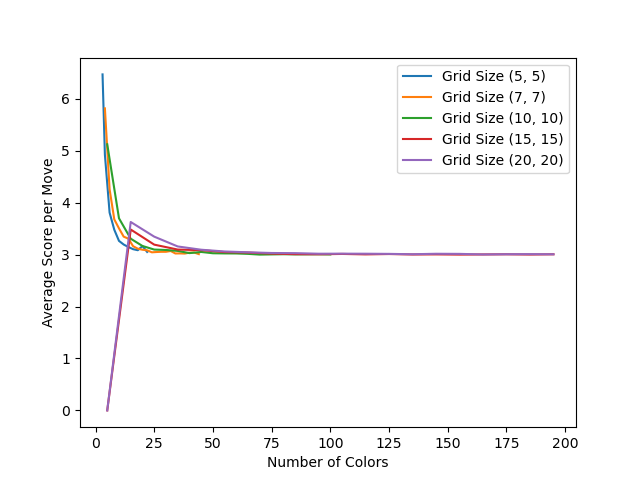 Grid Size (5, 5)
Grid Size (7, 7)
Grid Size (10, 10)
Grid Size (15, 15)
Grid Size (20, 20)
Average Score per Move
6
5
4
3
2
1
0
0 25 50 75 100 125 150 175 200
Number of Colors